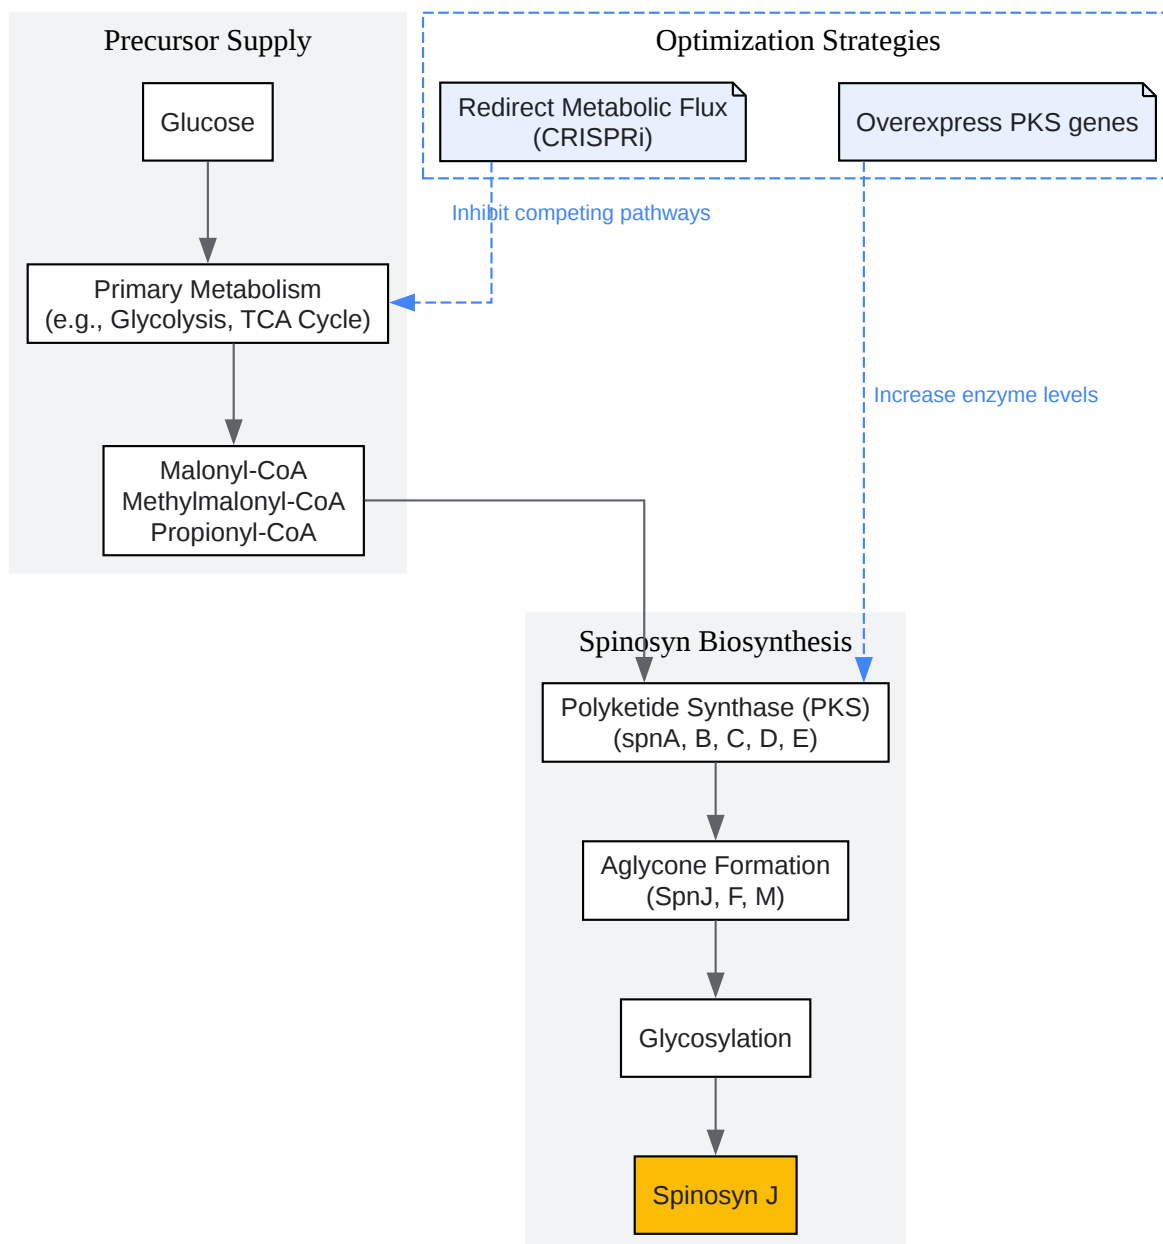 Precursor Supply
Glucose
Primary Metabolism
(e.g., Glycolysis, TCA Cycle)
Malonyl-CoA
Methylmalonyl-CoA
Propionyl-CoA
Optimization Strategies
Redirect Metabolic Flux
(CRISPRi)
Overexpress PKS genes
Inhibit competing pathways
Increase enzyme levels
Spinosyn Biosynthesis
Polyketide Synthase (PKS)
(spnA, B, C, D, E)
Aglycone Formation
(SpnJ, F, M)
Glycosylation
Spinosyn J